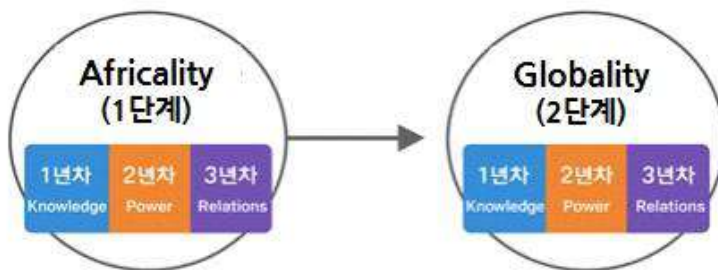 Africality
(1단계)
1년차 2년차 3년차
Knowledge Power Relations
Globality
(2단계)
1년차 2년차 3년차
Knowledge Power Relations